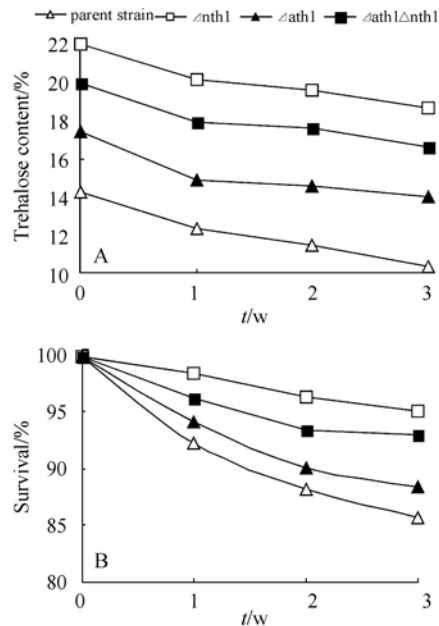 parent strain ⊿nth1 ⊿ath1 ⊿ath1△nth1
22
20
18
16
14
12
10
Trehalose content/%
A
0 1 2 3
t/w
100
95
90
85
80
Survival/%
B
0 1 2 3
t/w